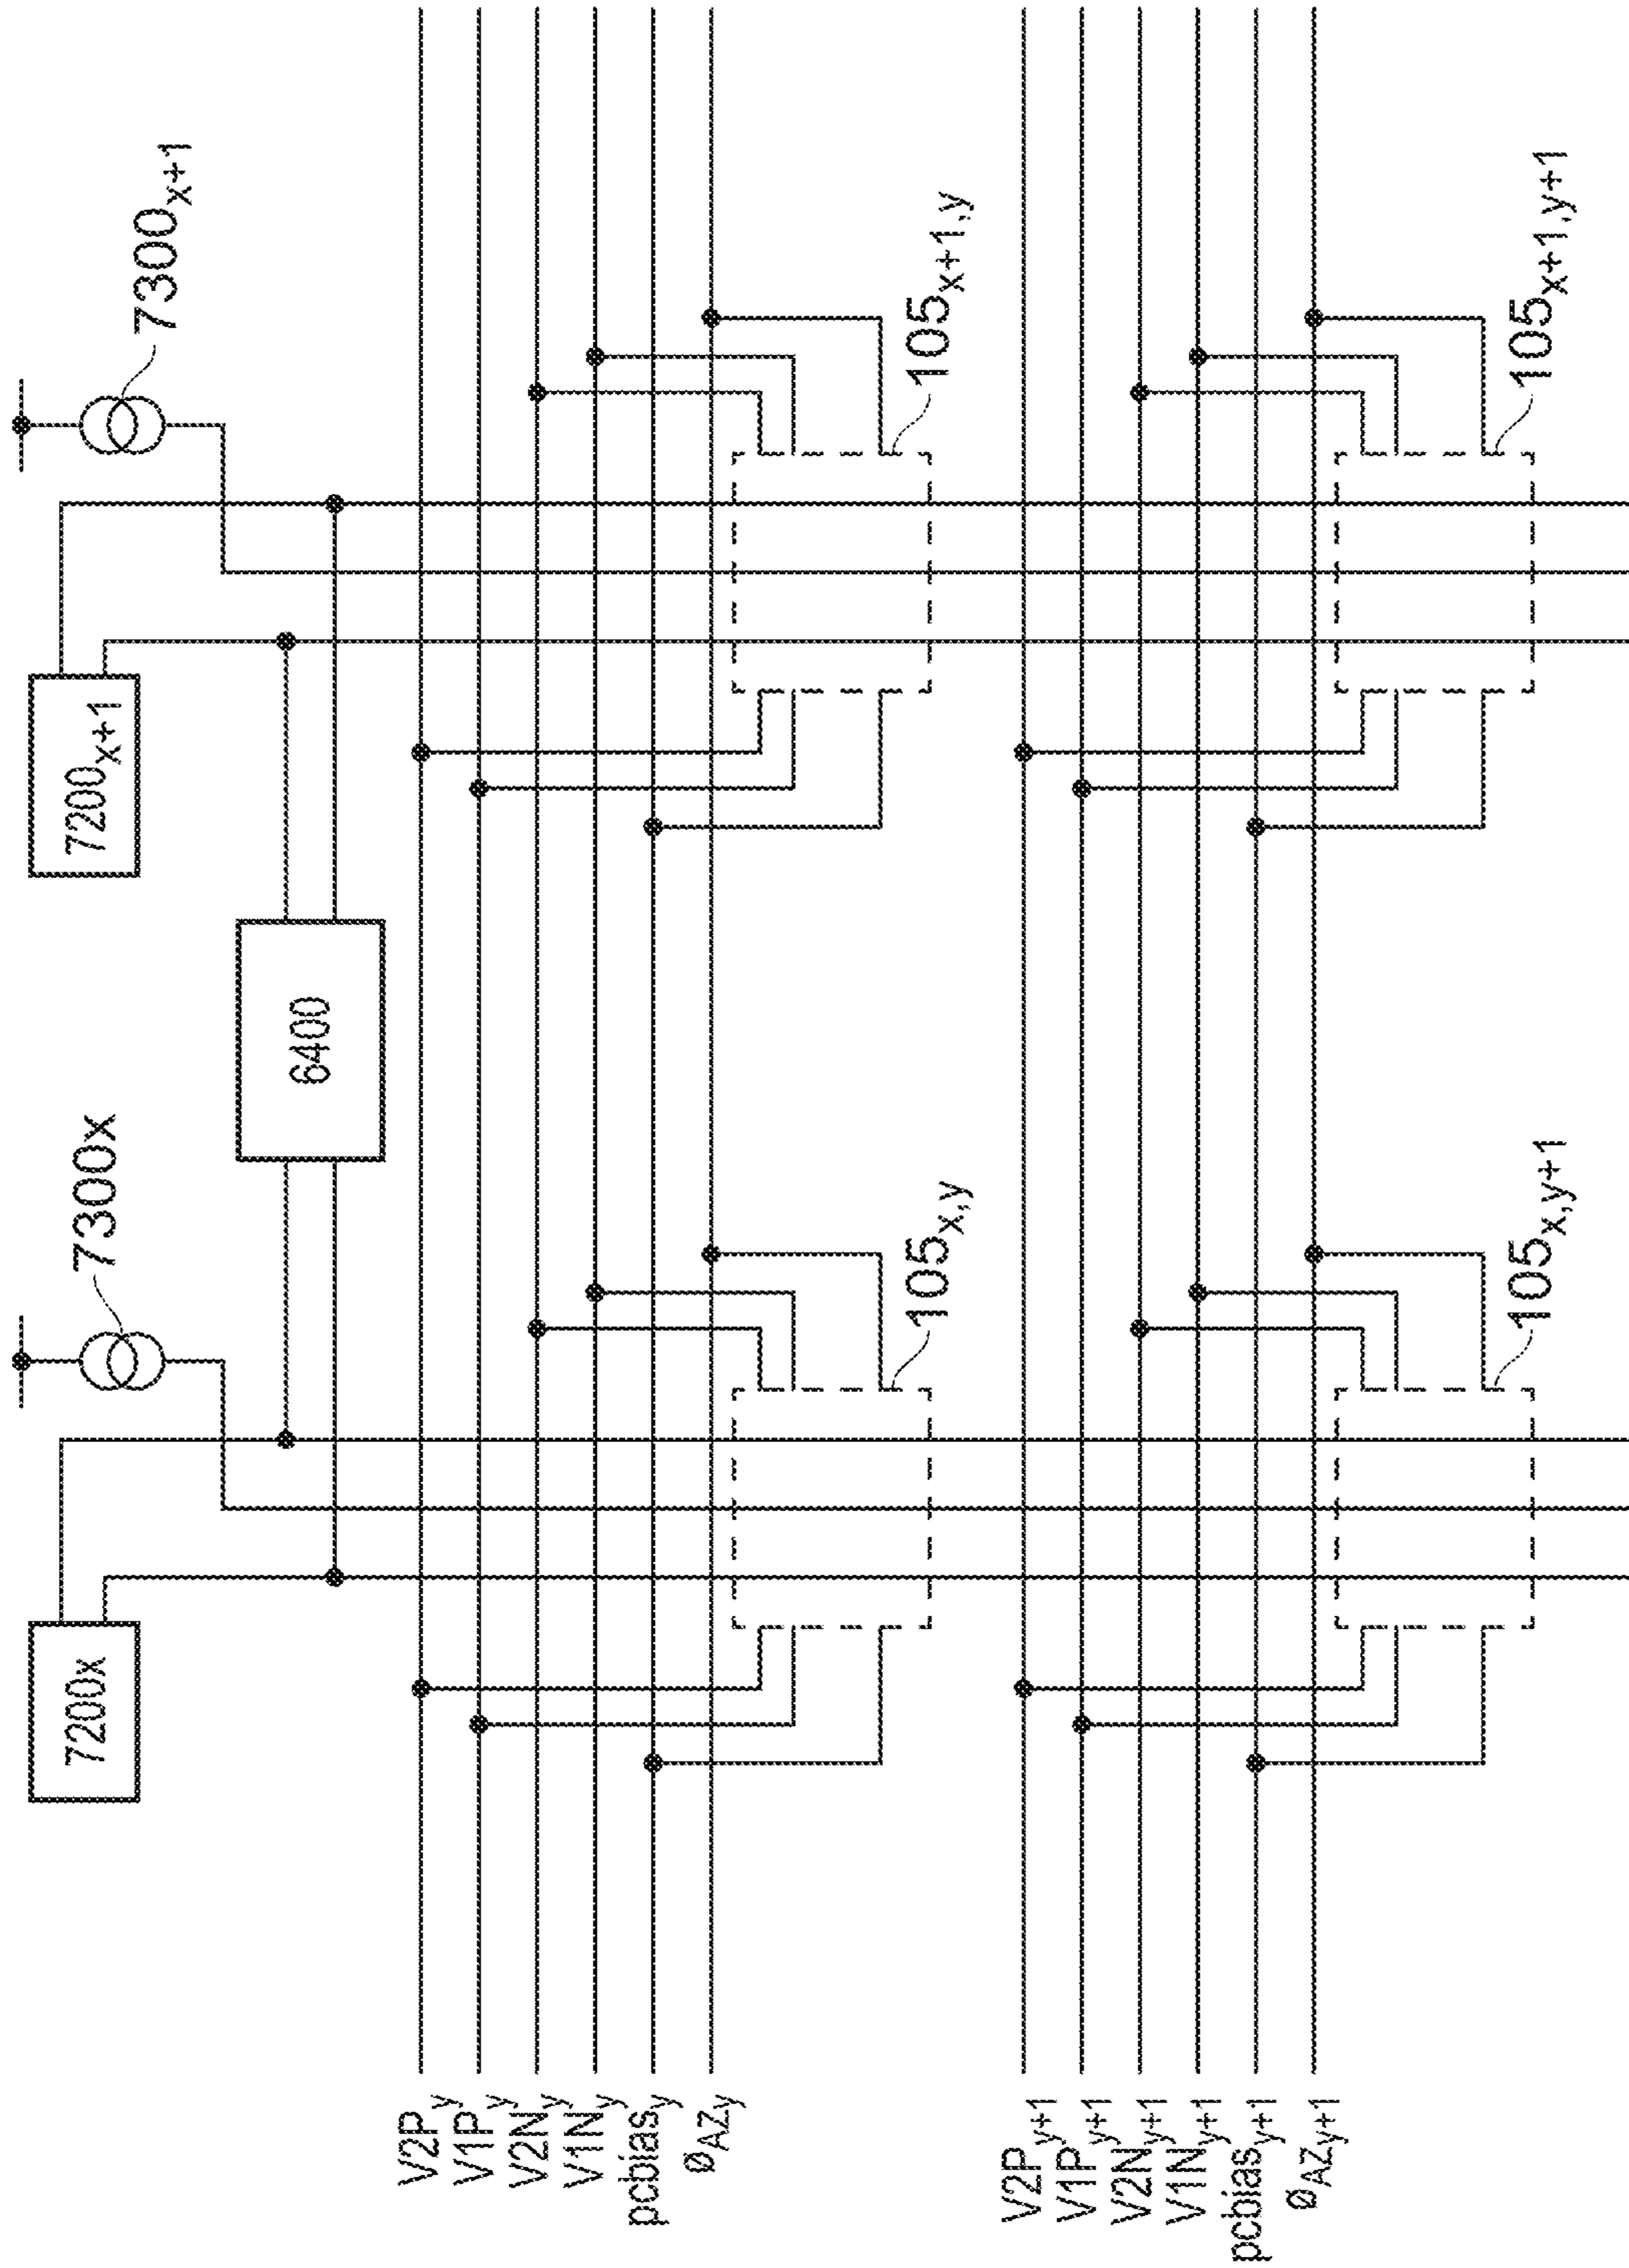 7200x
7300x
6400
7200x+1
7300x+1
V2Py
V1Py
V2Ny
V1Ny
pcbiasy
øAZy
105x,y
105x+1,y
V2Py+1
V1Py+1
V2Ny+1
V1Ny+1
pcbiasy+1
øAZy+1
105x,y+1
105x+1,y+1